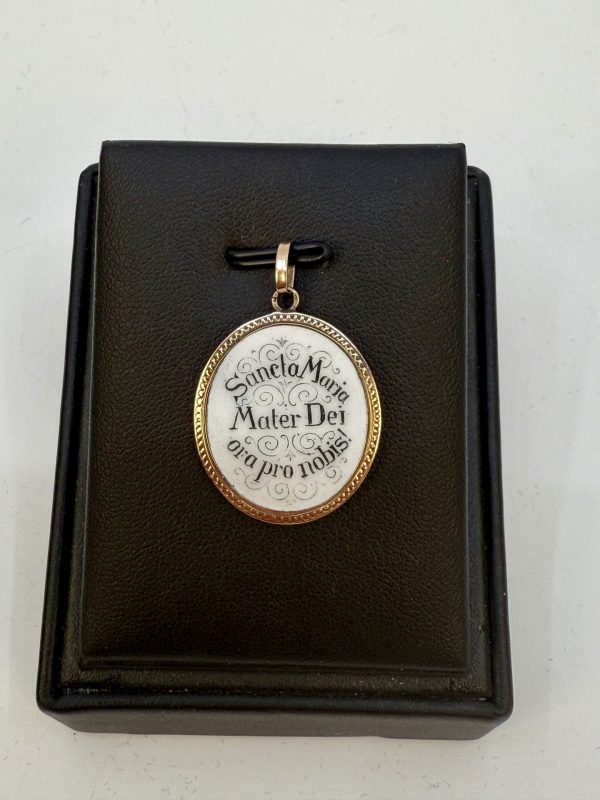 Sancta Maria
Mater Dei
ora pro nobis!